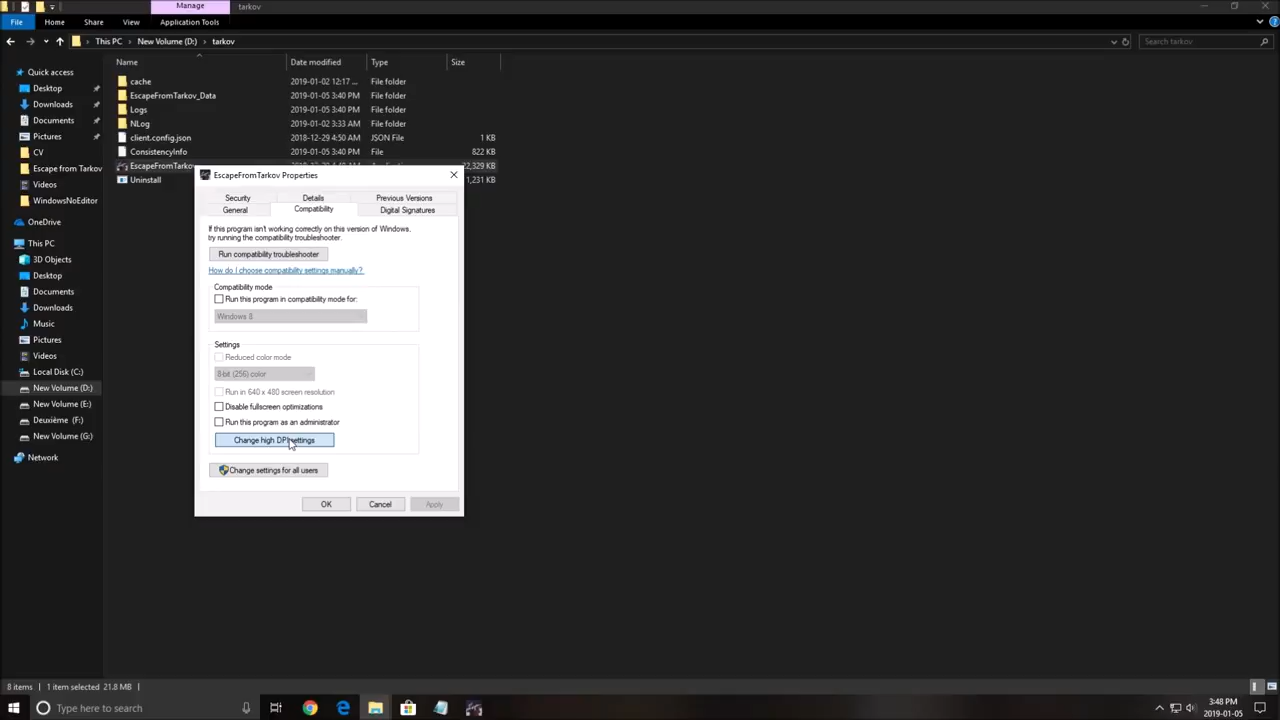 Manage
tarkov
File
Home
Share
View
Application Tools
This PC
New Volume (D:)
tarkov
Search tarkov
Name
Date modified
Type
Size
Quick access
Desktop
Downloads
Documents
Pictures
CV
Escape from Tarkov
Videos
WindowsNoEditor
OneDrive
This PC
3D Objects
Desktop
Documents
Downloads
Music
Pictures
Videos
Local Disk (C:)
New Volume (D:)
New Volume (E:)
Deuxième (F:)
New Volume (G:)
Network
cache 2019-01-02 12:17 ... File folder
EscapeFromTarkov_Data 2019-01-05 3:40 PM File folder
Logs 2019-01-05 3:40 PM File folder
NLog 2019-01-02 3:33 AM File folder
client.config.json 2018-12-29 4:50 AM JSON File 1 KB
ConsistencyInfo 2019-01-05 3:40 PM File 822 KB
EscapeFromTarkov
Uninstall 1,231 KB
EscapeFromTarkov Properties
Security
Details
Previous Versions
General
Compatibility
Digital Signatures
If this program isn't working correctly on this version of Windows,
try running the compatibility troubleshooter.
Run compatibility troubleshooter
How do I choose compatibility settings manually?
Compatibility mode
Run this program in compatibility mode for:
Windows 8
Settings
Reduced color mode
8-bit (256) color
Run in 640 x 480 screen resolution
Disable fullscreen optimizations
Run this program as an administrator
Change high DPI settings
Change settings for all users
OK
Cancel
Apply
8 items
1 item selected 21.8 MB
Type here to search
3:48 PM
2019-01-05